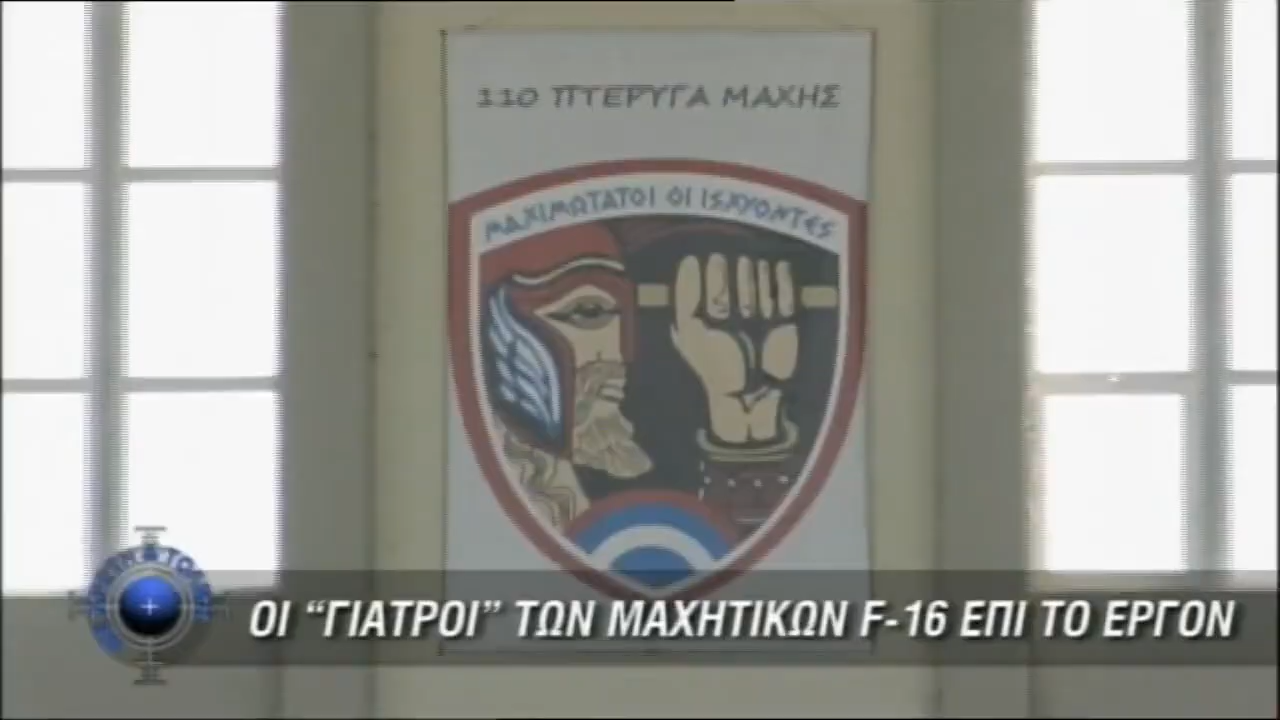 110 ΠΤΕΡΥΓΑ ΜΑΧΗΣ
ΜΑΧΙΜΩΤΑΤΟΙ ΟΙ ΙΣΧΥΟΝΤΕΣ
ΟΙ “ΓΙΑΤΡΟΙ” ΤΩΝ ΜΑΧΗΤΙΚΩΝ F-16 ΕΠΙ ΤΟ ΕΡΓΟΝ